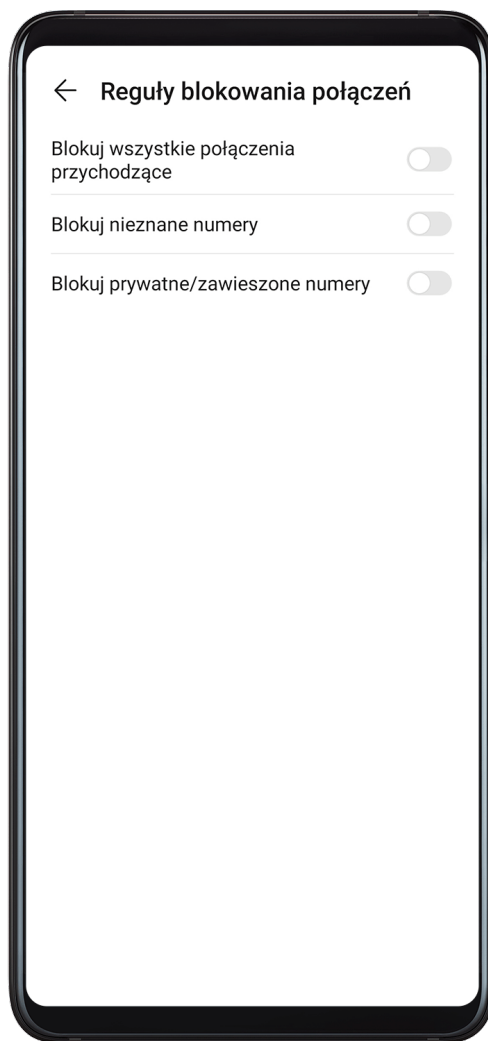 Reguły blokowania połączeń
Blokuj wszystkie połączenia
przychodzące
Blokuj nieznane numery
Blokuj prywatne/zawieszone numery